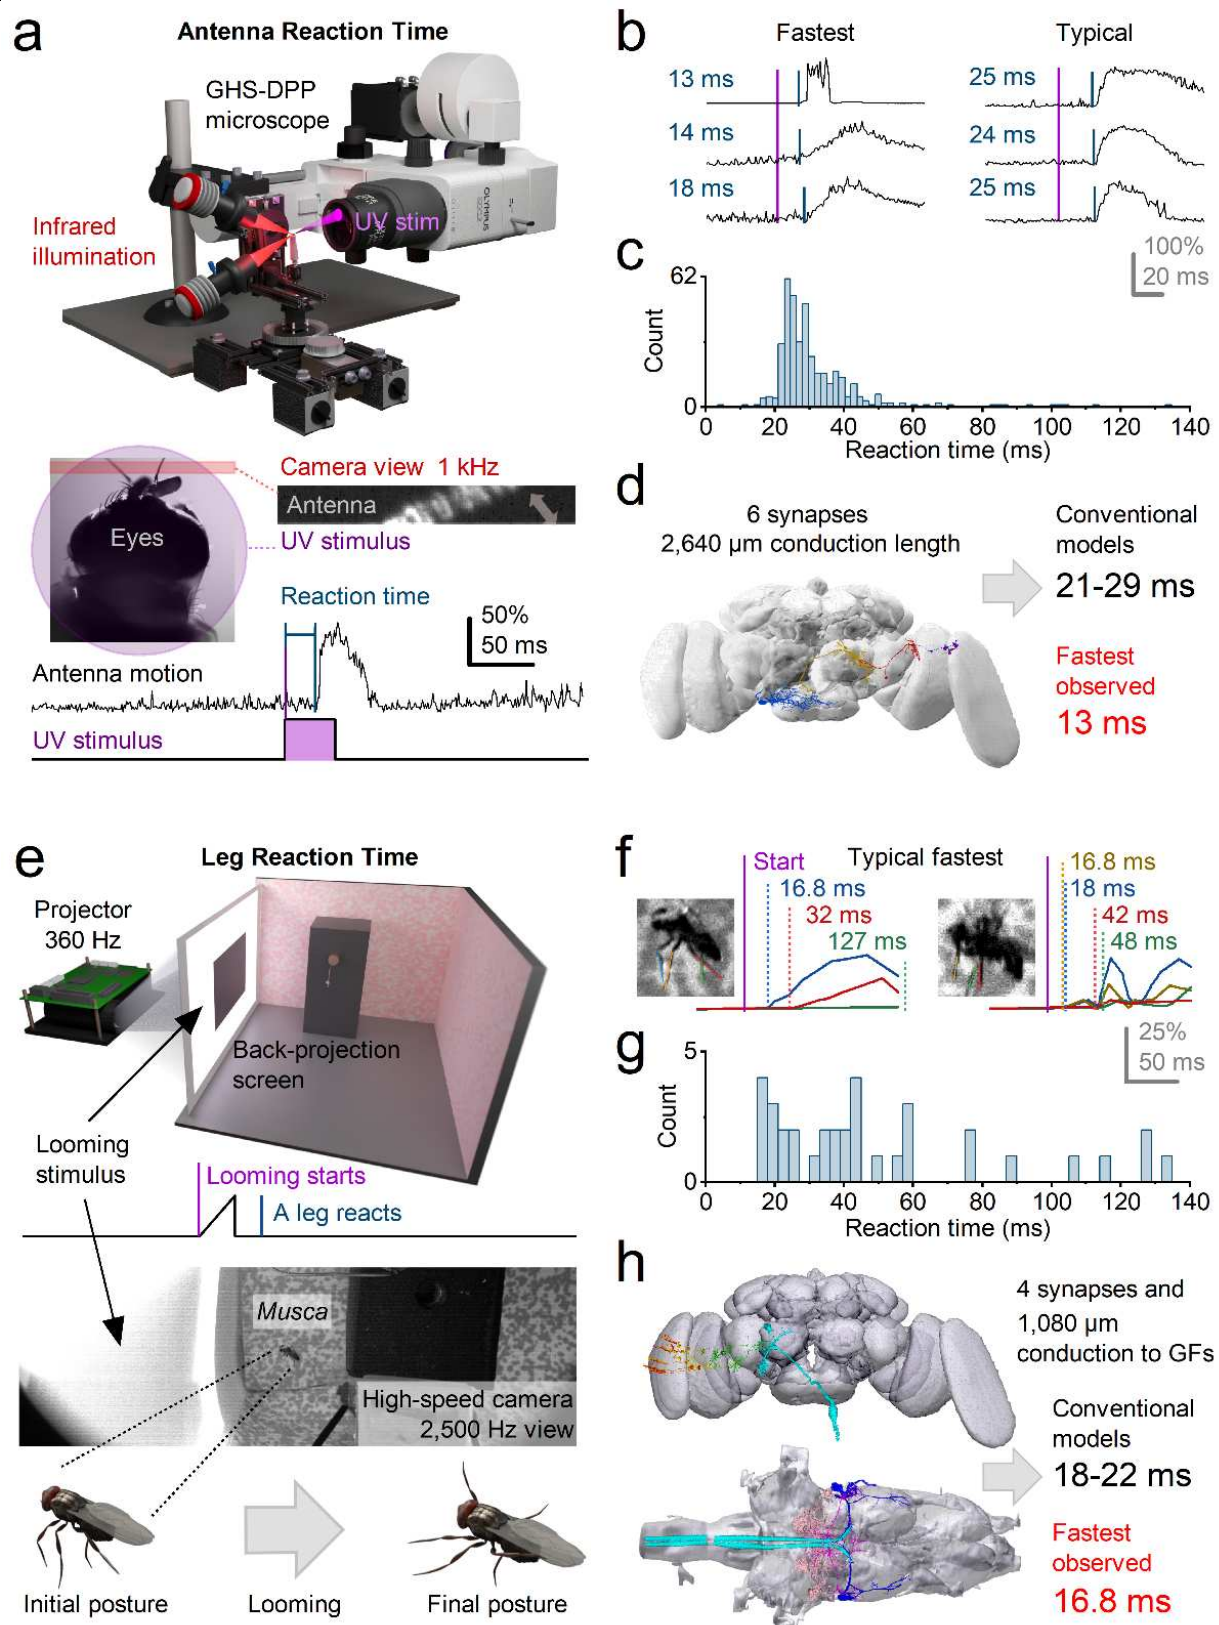 a
Antenna Reaction Time
GHS-DPP
microscope
OLYMPUS
UV stim
Infrared
illumination
Camera view 1 kHz
Antenna
Eyes
UV stimulus
Reaction time
50%
50 ms
Antenna motion
UV stimulus
b
Fastest
Typical
13 ms
25 ms
14 ms
24 ms
18 ms
25 ms
100%
20 ms
c
62
Count
0
0 20 40 60 80 100 120 140
Reaction time (ms)
d
6 synapses
2,640 µm conduction length
Conventional
models
21-29 ms
Fastest
observed
13 ms
e
Leg Reaction Time
Projector
360 Hz
Back-projection
screen
Looming
stimulus
Looming starts
A leg reacts
Musca
High-speed camera
2,500 Hz view
Initial posture
Looming
Final posture
f
Start
Typical fastest
16.8 ms
32 ms
127 ms
16.8 ms
18 ms
42 ms
48 ms
25%
50 ms
g
5
Count
0
0 20 40 60 80 100 120 140
Reaction time (ms)
h
4 synapses and
1,080 µm
conduction to GFs
Conventional
models
18-22 ms
Fastest
observed
16.8 ms